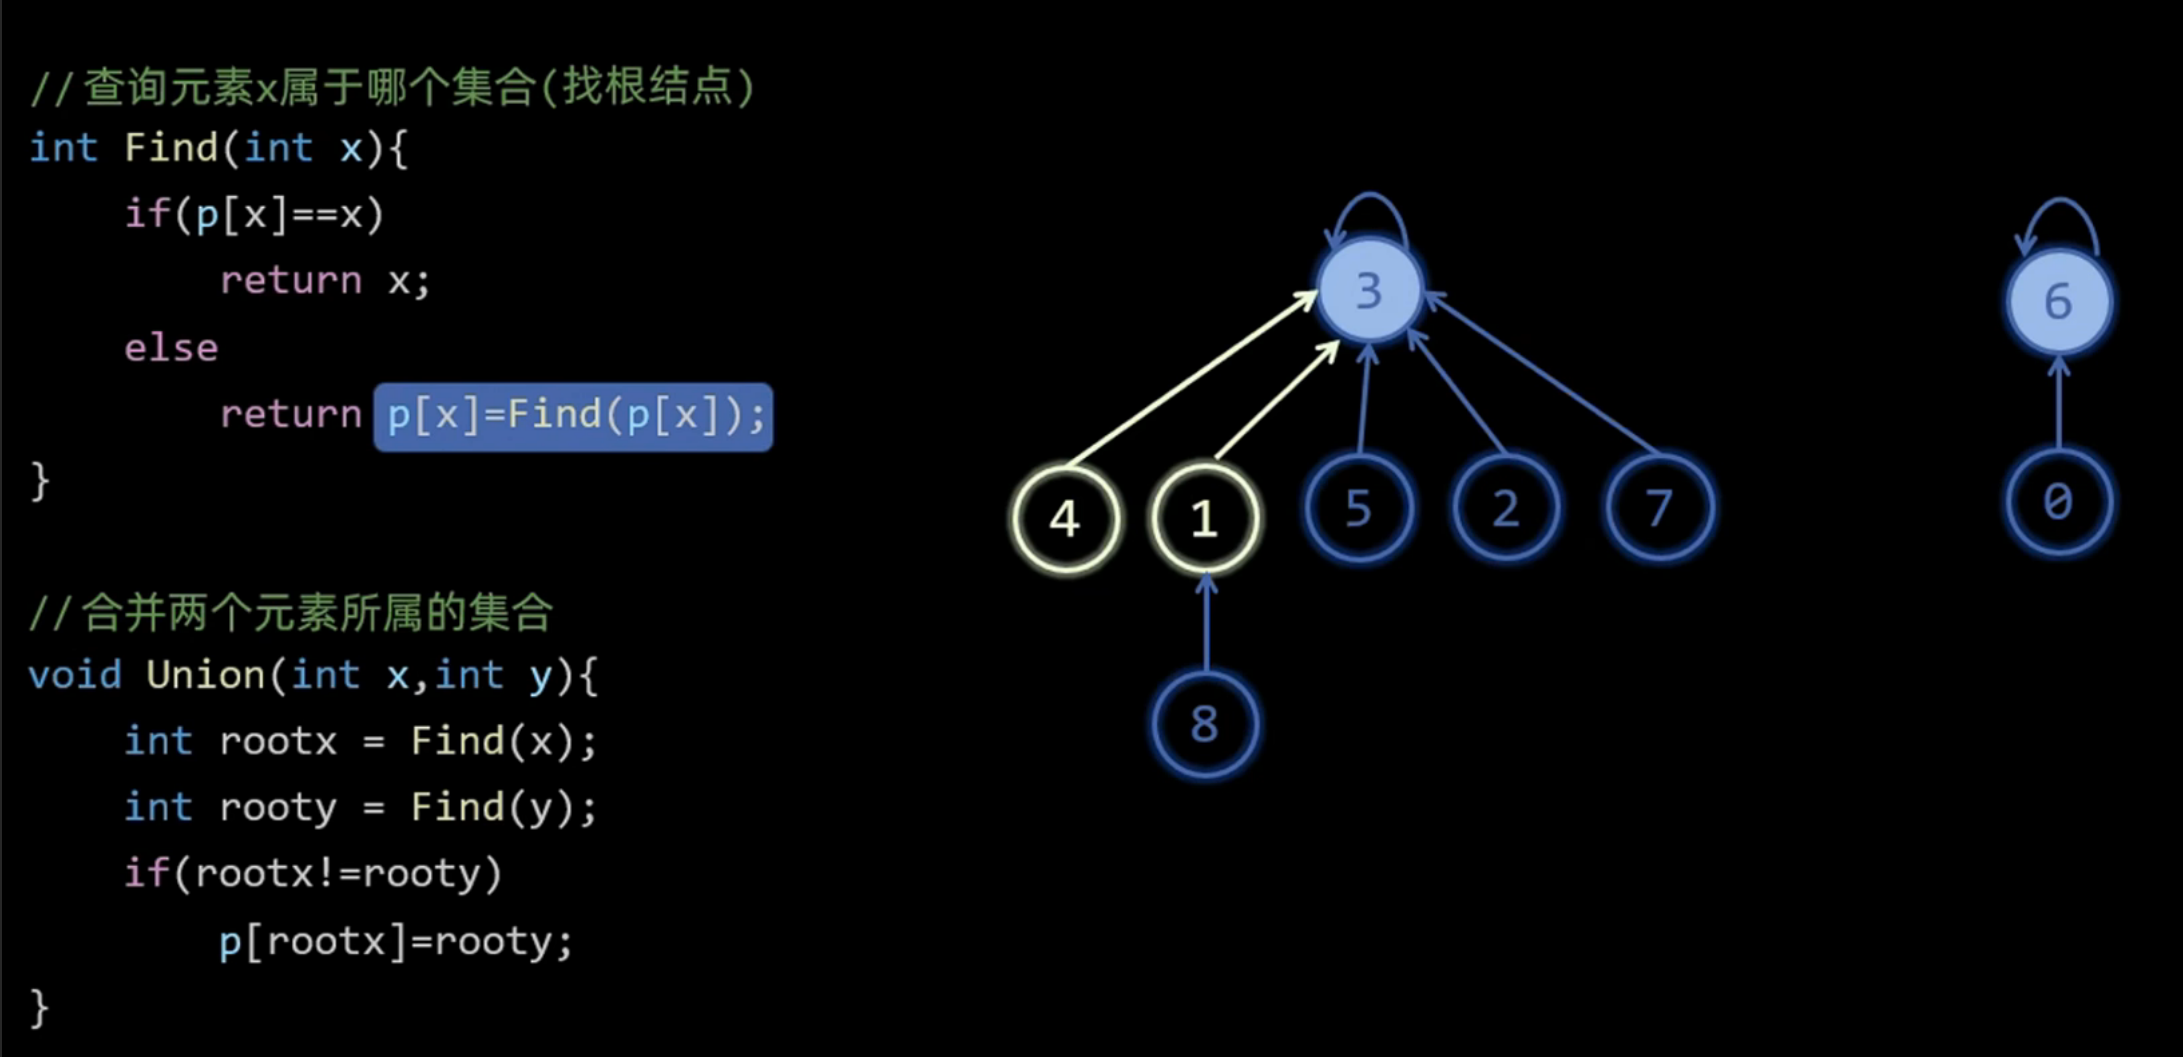 //查询元素x属于哪个集合(找根结点)
int Find(int x){
    if(p[x]==x)
        return x;
    else
        return p[x]=Find(p[x]);
}
//合并两个元素所属的集合
void Union(int x,int y){
    int rootx = Find(x);
    int rooty = Find(y);
    if(rootx!=rooty)
        p[rootx]=rooty;
}
3
6
4 1 5 2 7
0
8